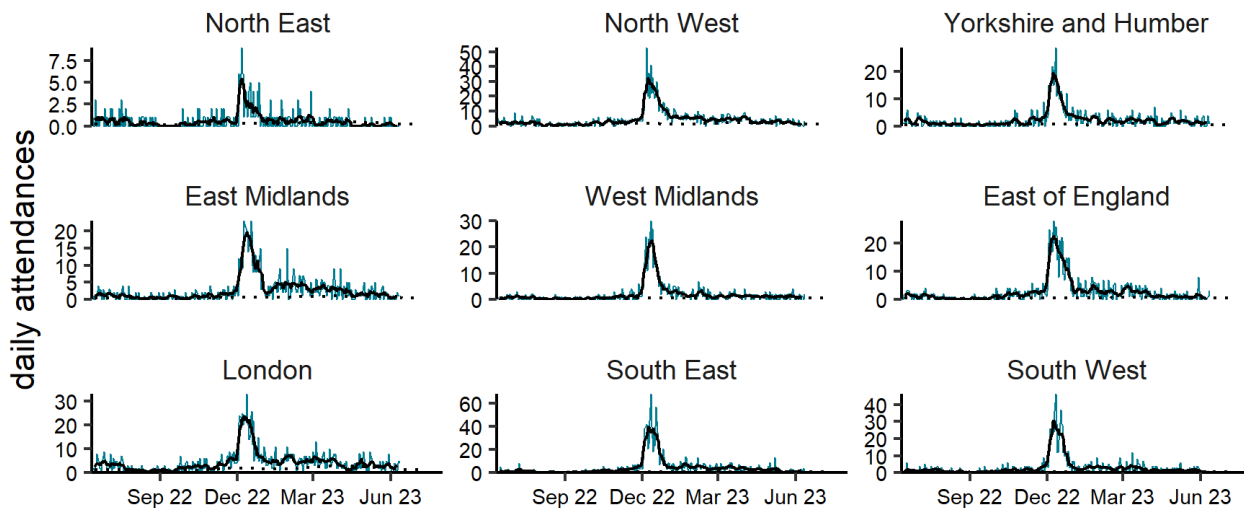 daily attendances
North East
7.5
5.0
2.5
0.0
North West
50
40
30
20
10
0
Yorkshire and Humber
20
10
0
East Midlands
20
15
10
5
0
West Midlands
30
20
10
0
East of England
20
10
0
London
30
20
10
0
South East
60
40
20
0
South West
40
30
20
10
0
Sep 22 Dec 22 Mar 23 Jun 23
Sep 22 Dec 22 Mar 23 Jun 23
Sep 22 Dec 22 Mar 23 Jun 23